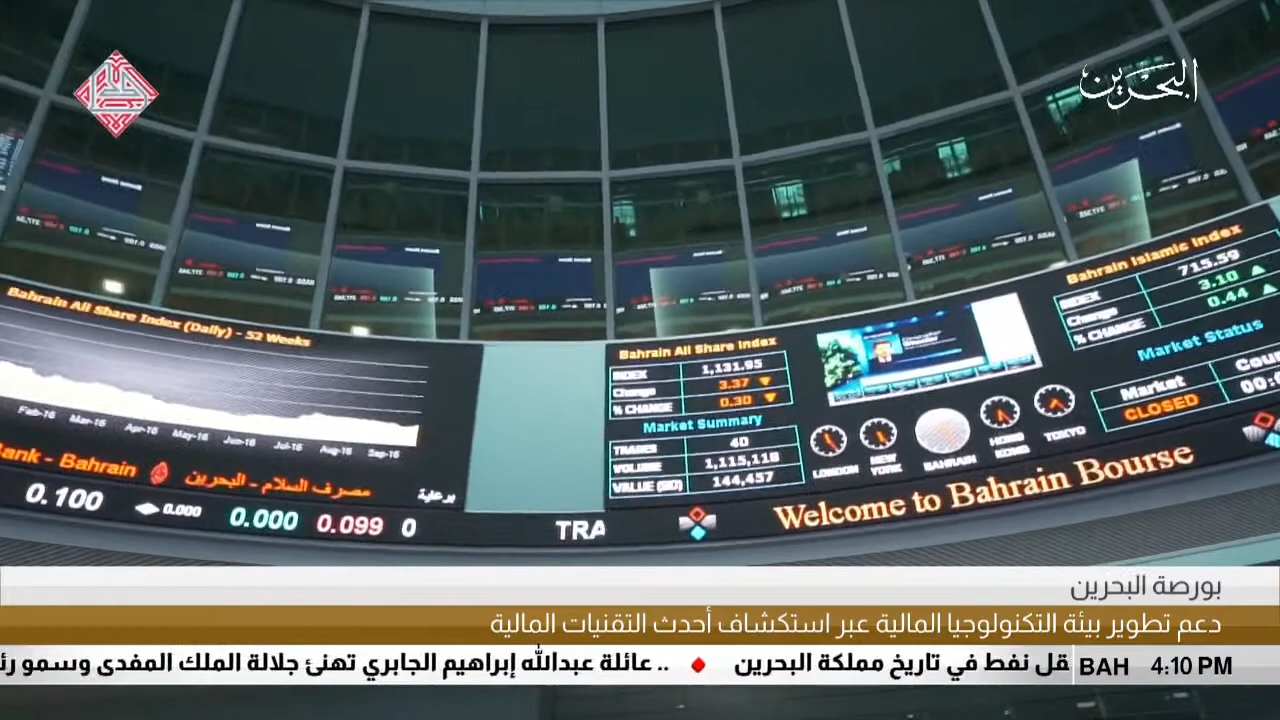 البحرين
Bahrain All Share Index (Daily) - 52 Weeks
Feb-16 Mar-16 Apr-16 May-16 Jun-16 Jul-16 Aug-16 Sep-16
Bank - Bahrain مصرف السلام - البحرين برعاية
0.100 0.000 0.000 0.099 0 TRA
Bahrain All Share Index
INDEX 1,131.95
Change 3.37
% CHANGE 0.30
Market Summary
TRADES 40
VOLUME 1,115,118
VALUE (BD) 144,457
LONDON NEW YORK BAHRAIN HONG KONG TOKYO
Bahrain Islamic Index
INDEX 715.59
Change 3.10
% CHANGE 0.44
Market Status
Market
CLOSED
Welcome to Bahrain Bourse
بورصة البحرين
دعم تطوير بيئة التكنولوجيا المالية عبر استكشاف أحدث التقنيات المالية
4:10 PM BAH قل نفط في تاريخ مملكة البحرين .. عائلة عبدالله إبراهيم الجابري تهنئ جلالة الملك المفدى وسمو